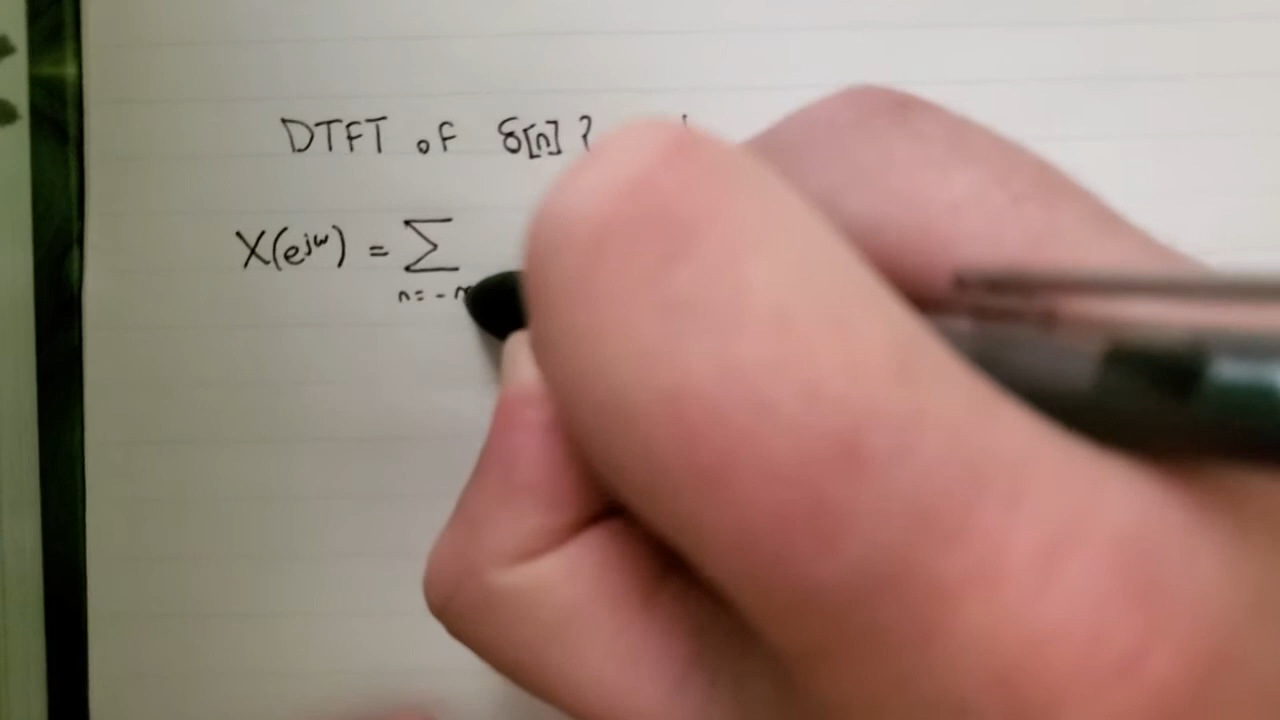 DTFT of δ[n]?
X(e^jω) = Σ
n=-